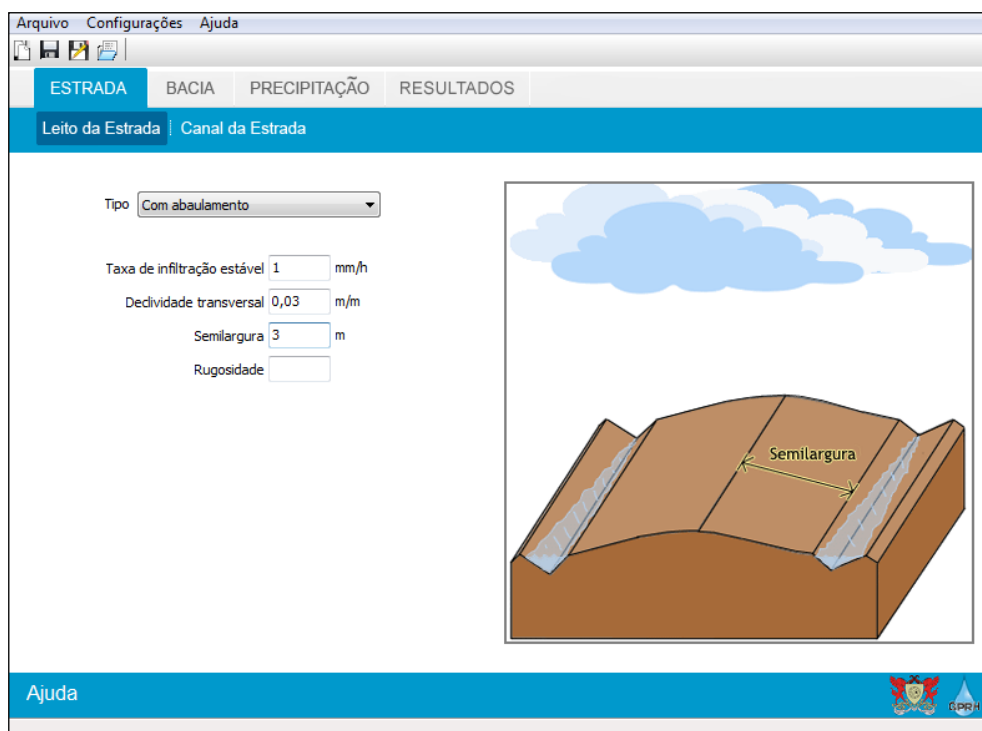 Arquivo Configurações Ajuda
ESTRADA BACIA PRECIPITAÇÃO RESULTADOS
Leito da Estrada Canal da Estrada
Tipo Com abaulamento
Taxa de infiltração estável 1 mm/h
Declividade transversal 0,03 m/m
Semilargura 3 m
Rugosidade
Semilargura
Ajuda
GPRH